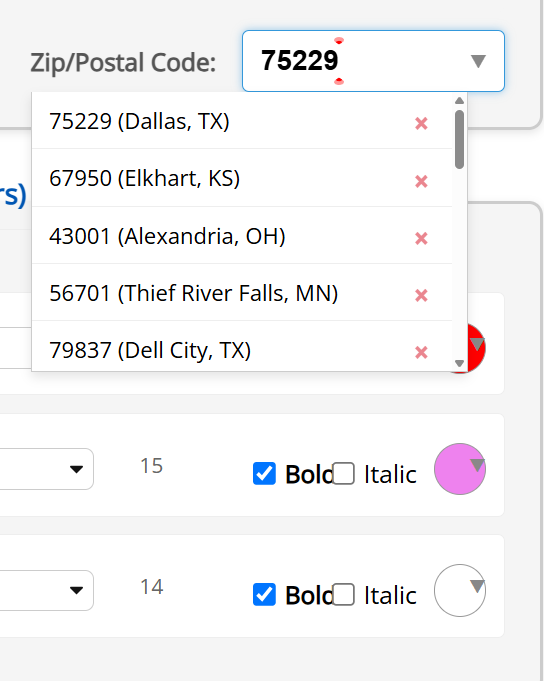 Zip/Postal Code: 75229
75229 (Dallas, TX)
67950 (Elkhart, KS)
rs)
43001 (Alexandria, OH)
56701 (Thief River Falls, MN)
79837 (Dell City, TX)
15 Bold Italic
14 Bold Italic